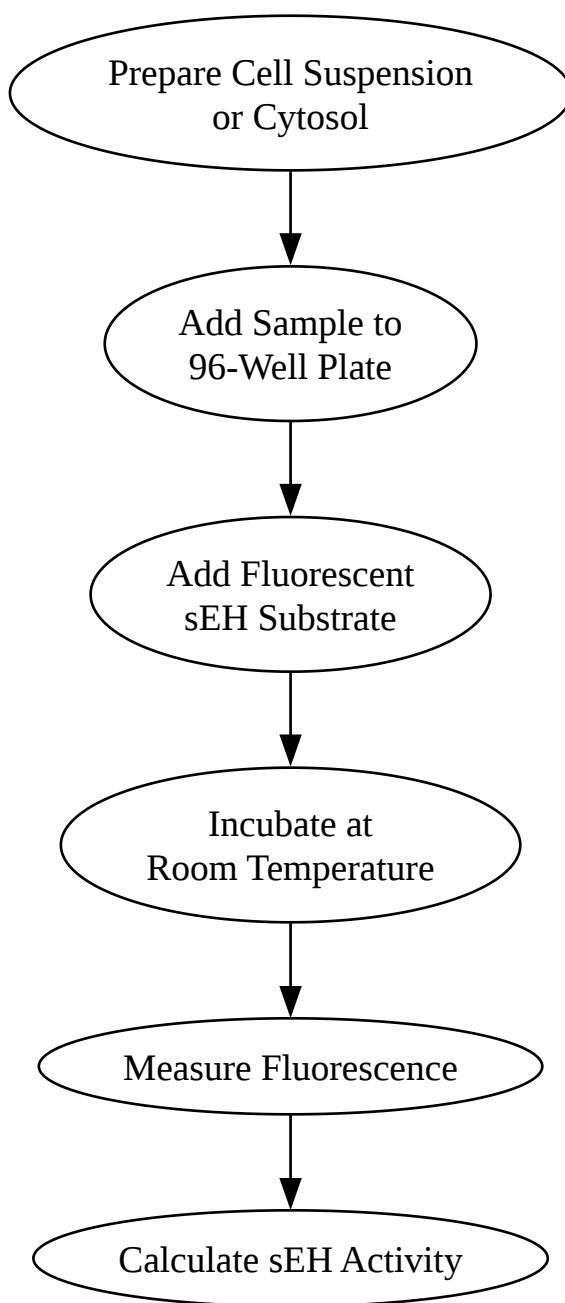 Prepare Cell Suspension
or Cytosol
Add Sample to
96-Well Plate
Add Fluorescent
sEH Substrate
Incubate at
Room Temperature
Measure Fluorescence
Calculate sEH Activity